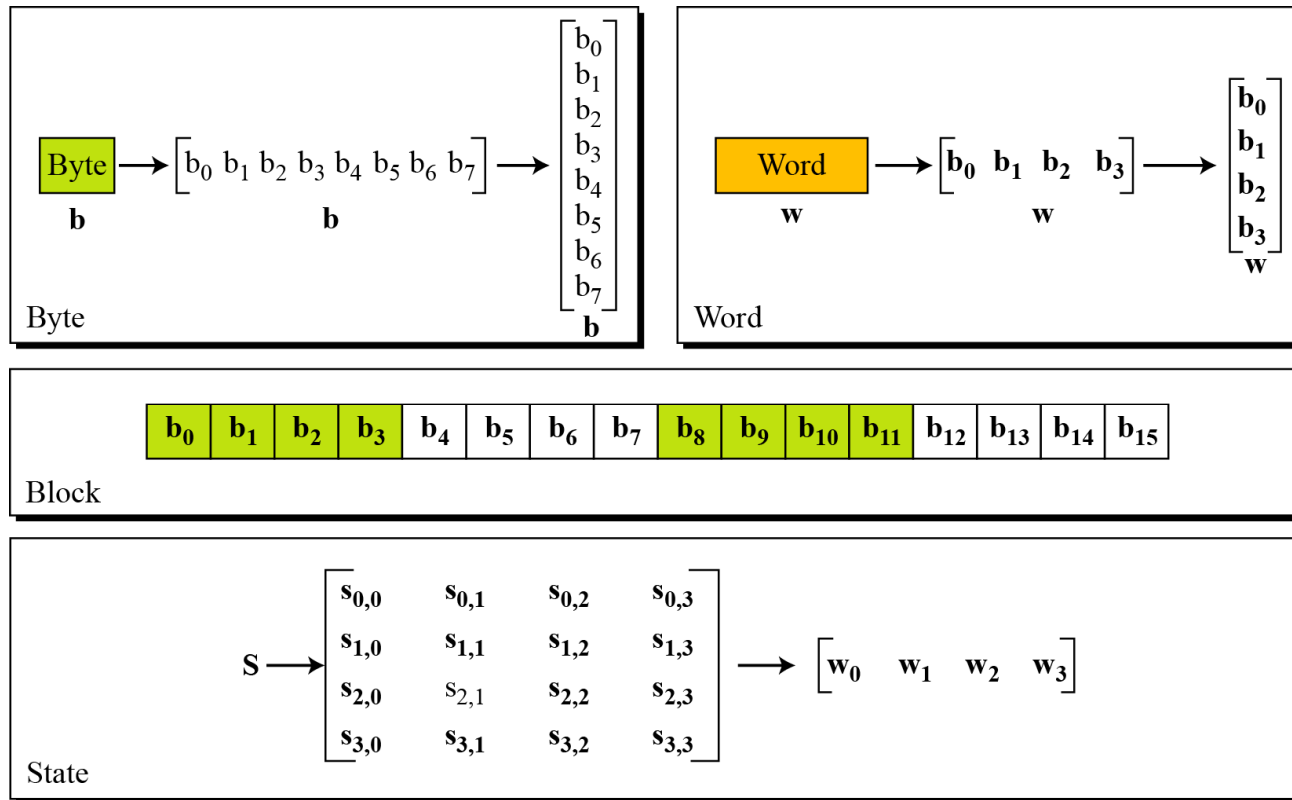 Byte
b
[b₀ b₁ b₂ b₃ b₄ b₅ b₆ b₇]
b
b₀
b₁
b₂
b₃
b₄
b₅
b₆
b₇
b
Byte
Word
w
[b₀ b₁ b₂ b₃]
w
b₀
b₁
b₂
b₃
w
Word
b₀ b₁ b₂ b₃ b₄ b₅ b₆ b₇ b₈ b₉ b₁₀ b₁₁ b₁₂ b₁₃ b₁₄ b₁₅
Block
S
s₀,₀ s₀,₁ s₀,₂ s₀,₃
s₁,₀ s₁,₁ s₁,₂ s₁,₃
s₂,₀ s₂,₁ s₂,₂ s₂,₃
s₃,₀ s₃,₁ s₃,₂ s₃,₃
[w₀ w₁ w₂ w₃]
State